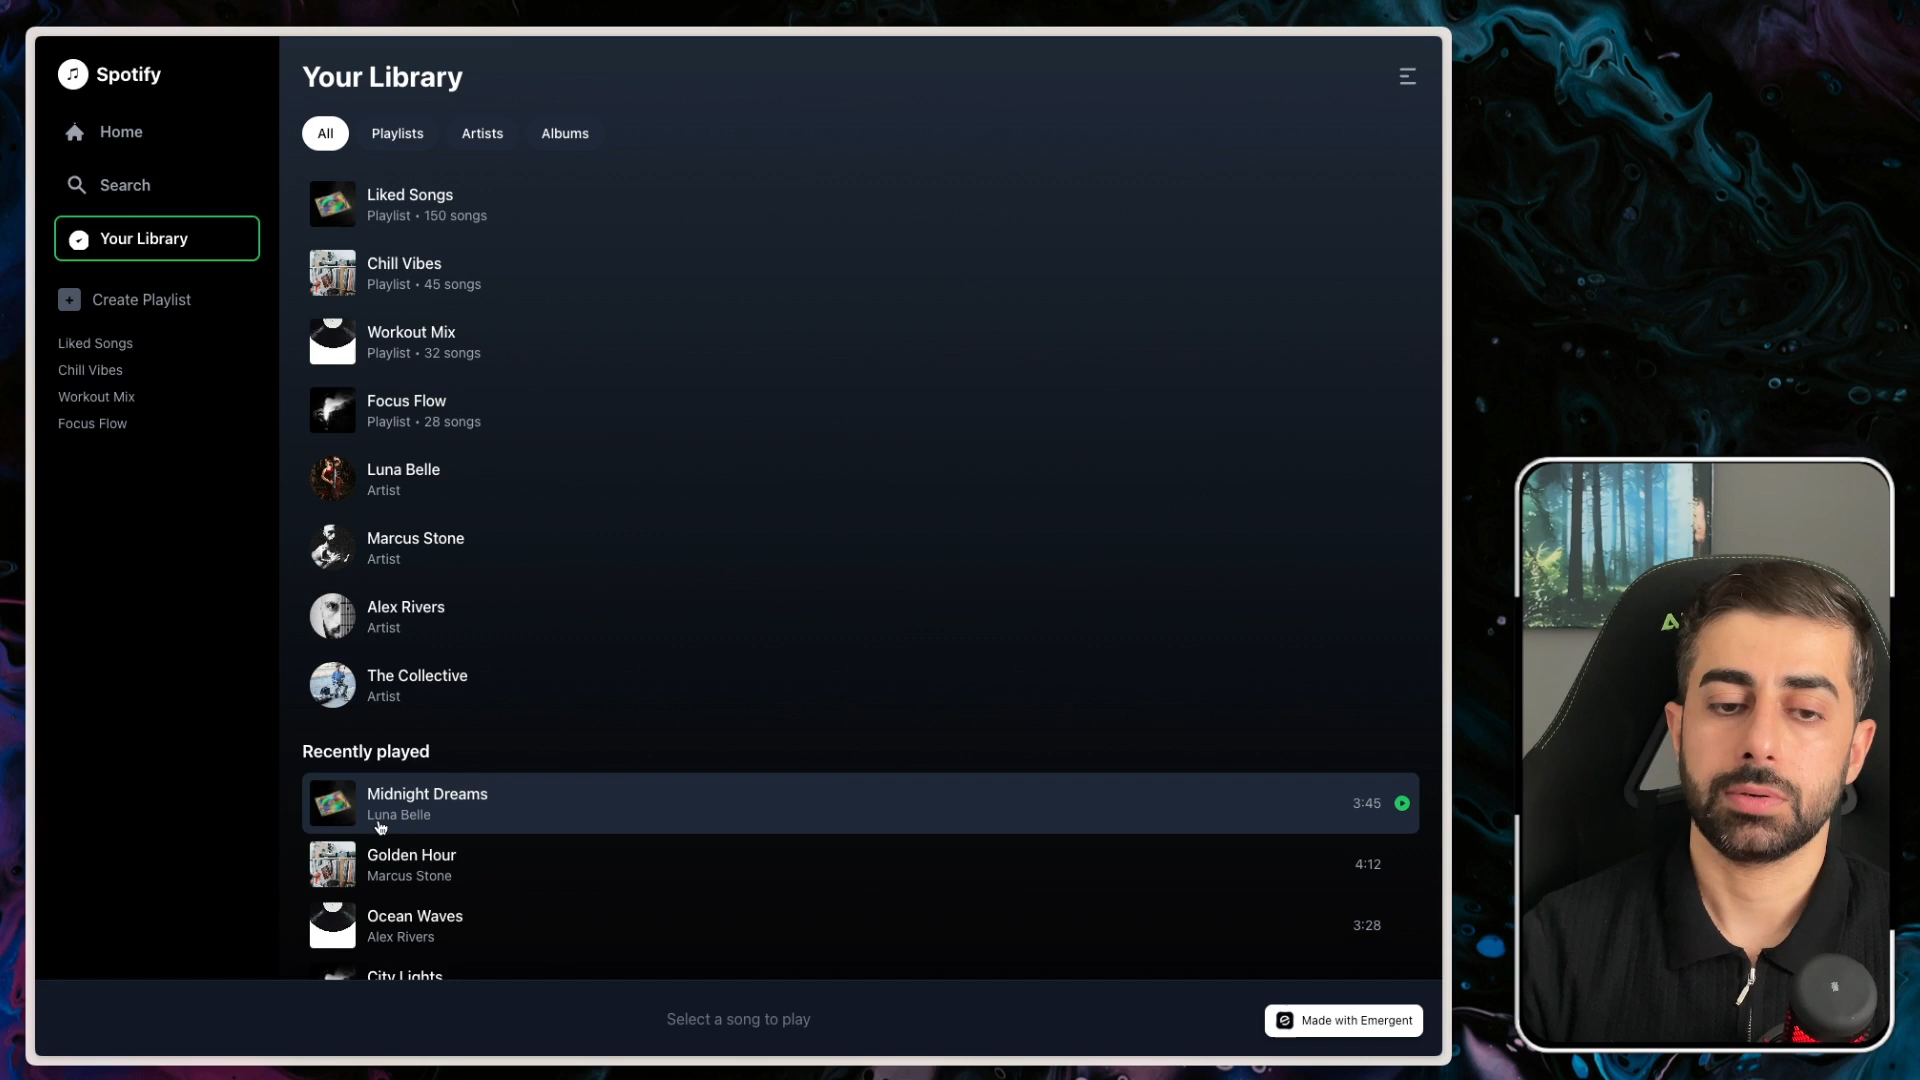 Spotify
Home
Search
Your Library
Create Playlist
Liked Songs
Chill Vibes
Workout Mix
Focus Flow
Your Library
All
Playlists
Artists
Albums
Liked Songs
Playlist • 150 songs
Chill Vibes
Playlist • 45 songs
Workout Mix
Playlist • 32 songs
Focus Flow
Playlist • 28 songs
Luna Belle
Artist
Marcus Stone
Artist
Alex Rivers
Artist
The Collective
Artist
Recently played
Midnight Dreams
Luna Belle
3:45
Golden Hour
Marcus Stone
4:12
Ocean Waves
Alex Rivers
3:28
City Lights
Select a song to play
Made with Emergent